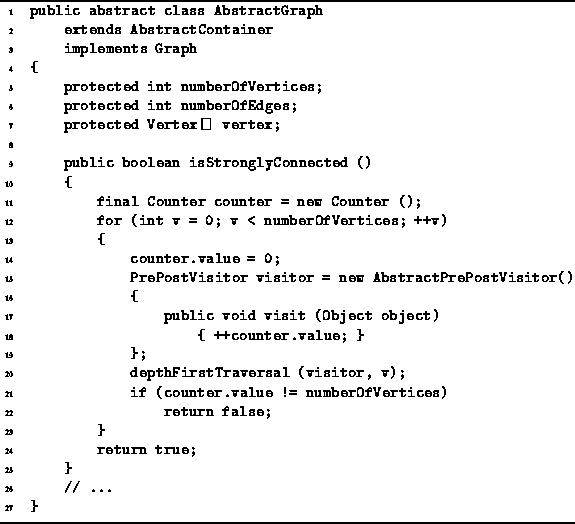 1 public abstract class AbstractGraph
2 extends AbstractContainer
3 implements Graph
4 {
5 protected int numberOfVertices;
6 protected int numberOfEdges;
7 protected Vertex[] vertex;
8
9 public boolean isStronglyConnected ()
10 {
11 final Counter counter = new Counter ();
12 for (int v = 0; v < numberOfVertices; ++v)
13 {
14 counter.value = 0;
15 PrePostVisitor visitor = new AbstractPrePostVisitor()
16 {
17 public void visit (Object object)
18 { ++counter.value; }
19 };
20 depthFirstTraversal (visitor, v);
21 if (counter.value != numberOfVertices)
22 return false;
23 }
24 return true;
25 }
26 // ...
27 }